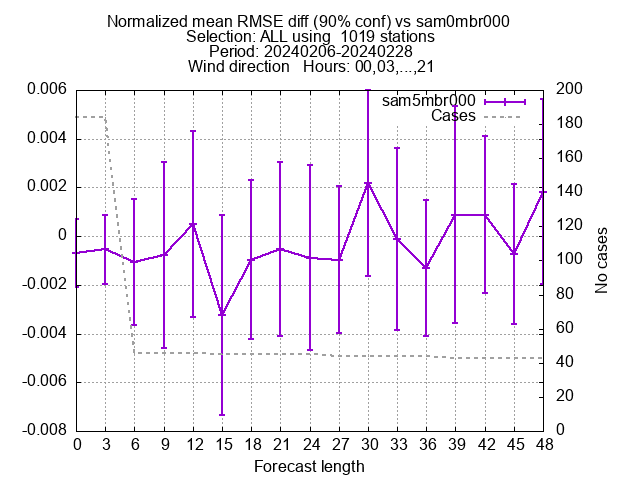 Normalized mean RMSE diff (90% conf) vs sam0mbr000
Selection: ALL using  1019 stations
Period: 20240206-20240228
Wind direction   Hours: 00,03,...,21
sam5mbr000
Cases
0.006
0.004
0.002
0
-0.002
-0.004
-0.006
-0.008
200
180
160
140
120
100
80
60
40
20
0
No cases
0 3 6 9 12 15 18 21 24 27 30 33 36 39 42 45 48
Forecast length